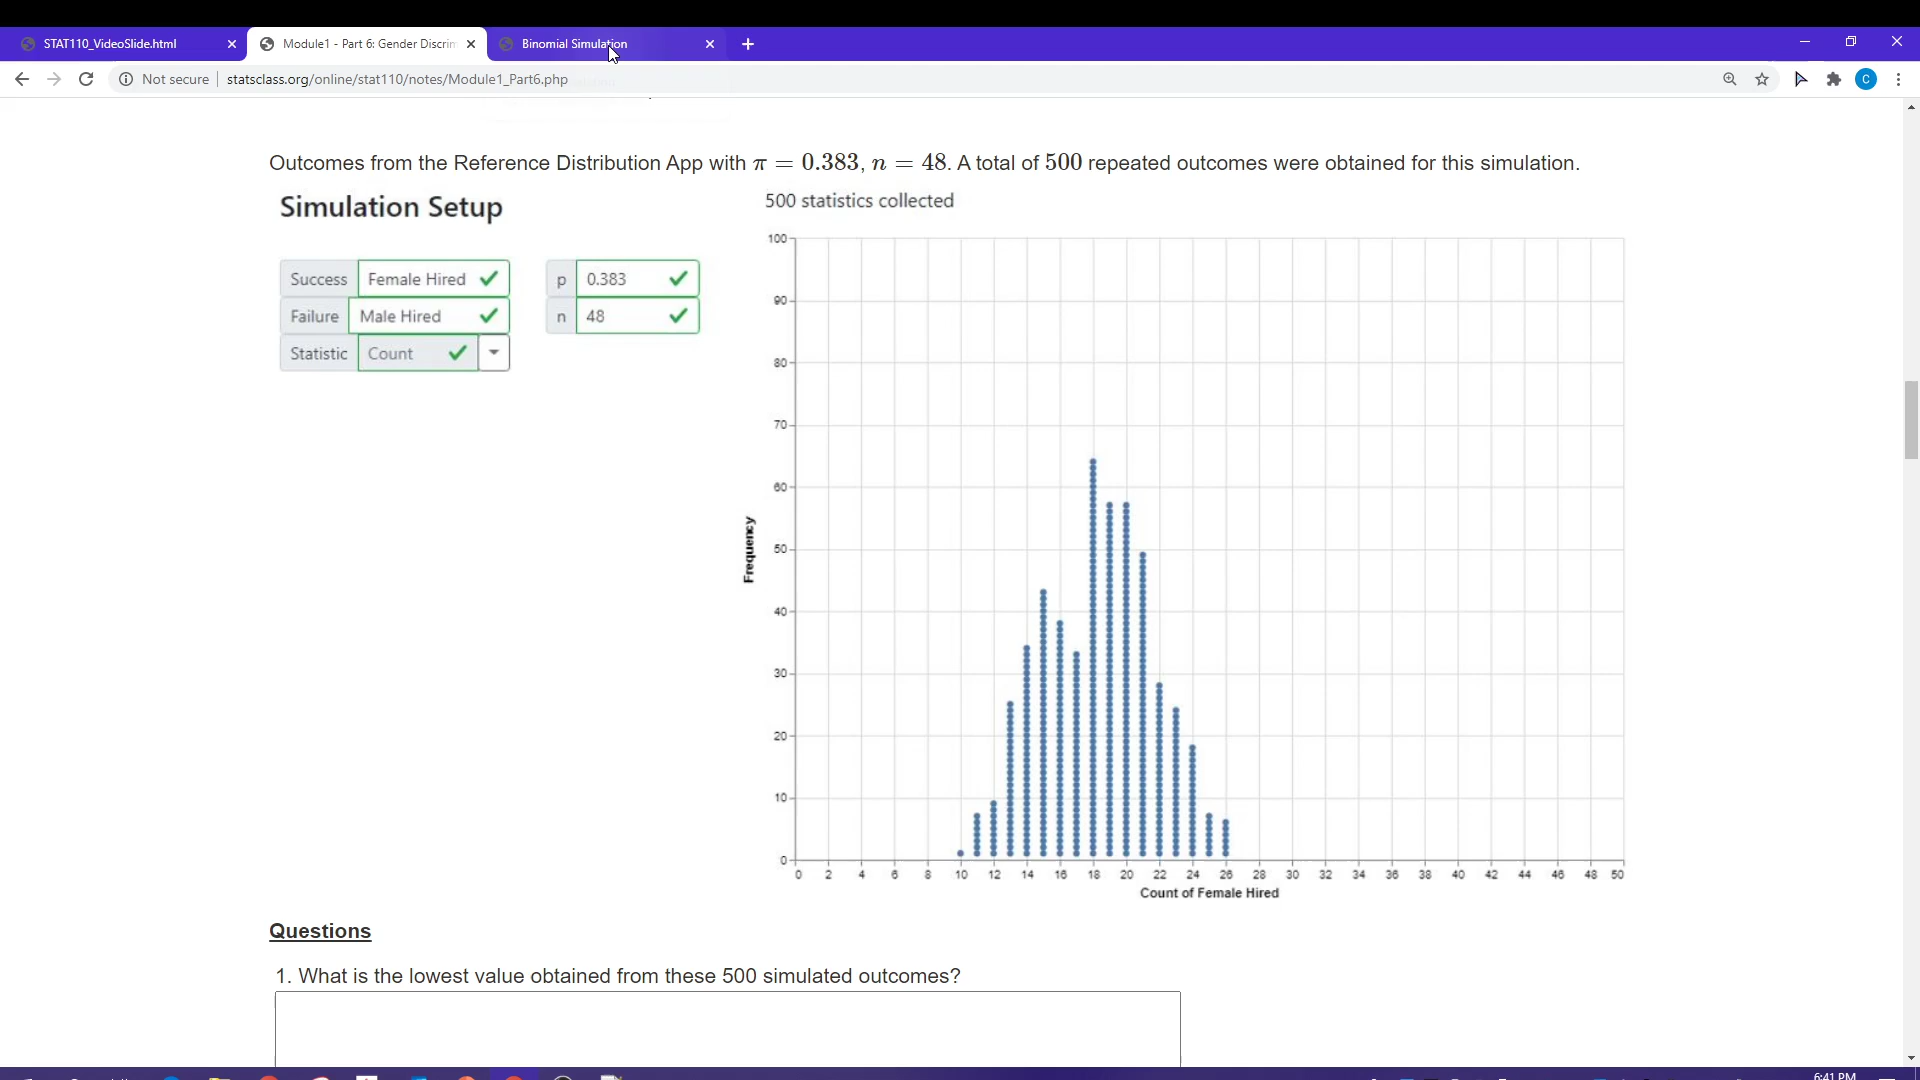 STAT110_VideoSlide.html
Module1 - Part 6: Gender Discrim
Binomial Simulation
Not secure
statsclass.org/online/stat110/notes/Module1_Part6.php
C
Outcomes from the Reference Distribution App with π = 0.383, n = 48. A total of 500 repeated outcomes were obtained for this simulation.
Simulation Setup
Success Female Hired
Failure Male Hired
Statistic Count
p 0.383
n 48
500 statistics collected
100
90
80
70
60
50
40
30
20
10
0
Frequency
0 2 4 6 8 10 12 14 16 18 20 22 24 26 28 30 32 34 36 38 40 42 44 46 48 50
Count of Female Hired
Questions
1. What is the lowest value obtained from these 500 simulated outcomes?
6:41 PM